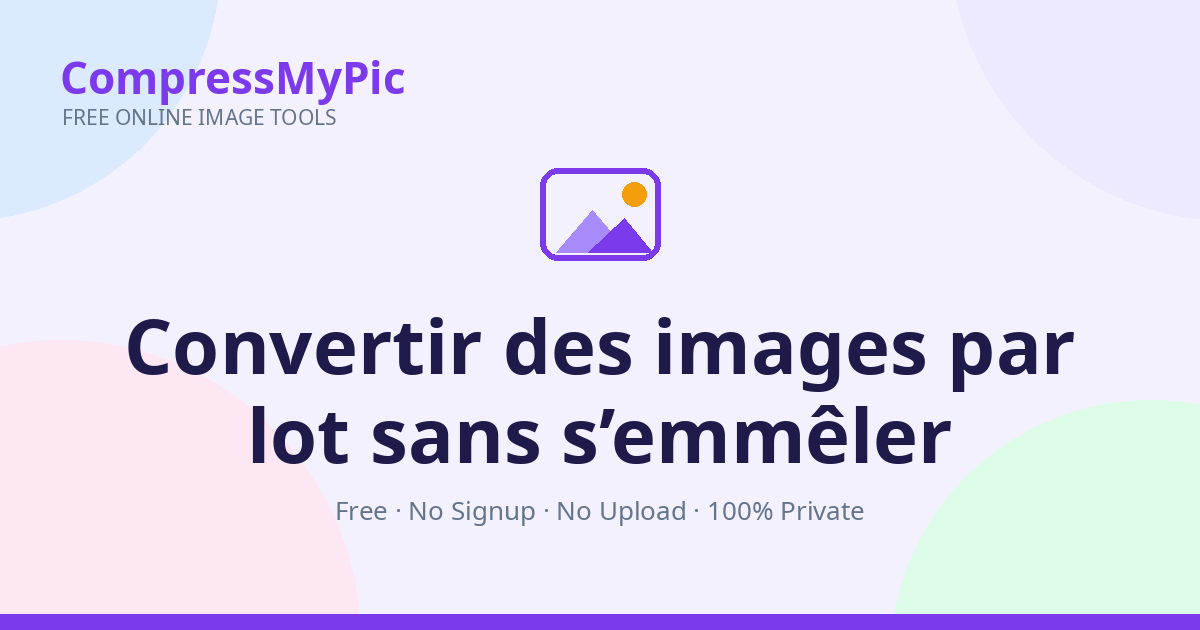 CompressMyPic
FREE ONLINE IMAGE TOOLS
Convertir des images par
lot sans s’emmêler
Free · No Signup · No Upload · 100% Private